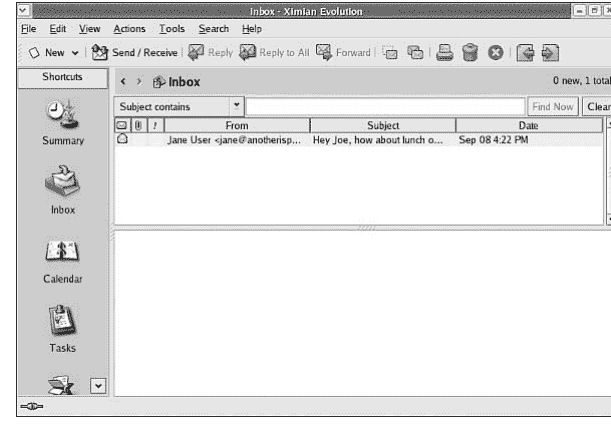 Inbox - Ximian Evolution
File Edit View Actions Tools Search Help
New Send / Receive Reply Reply to All Forward
Shortcuts
Inbox 0 new, 1 total
Subject contains Find Now Clear
! From Subject Date
Jane User <jane@anotherisp... Hey Joe, how about lunch o... Sep 08 4:22 PM
Summary
Inbox
Calendar
Tasks